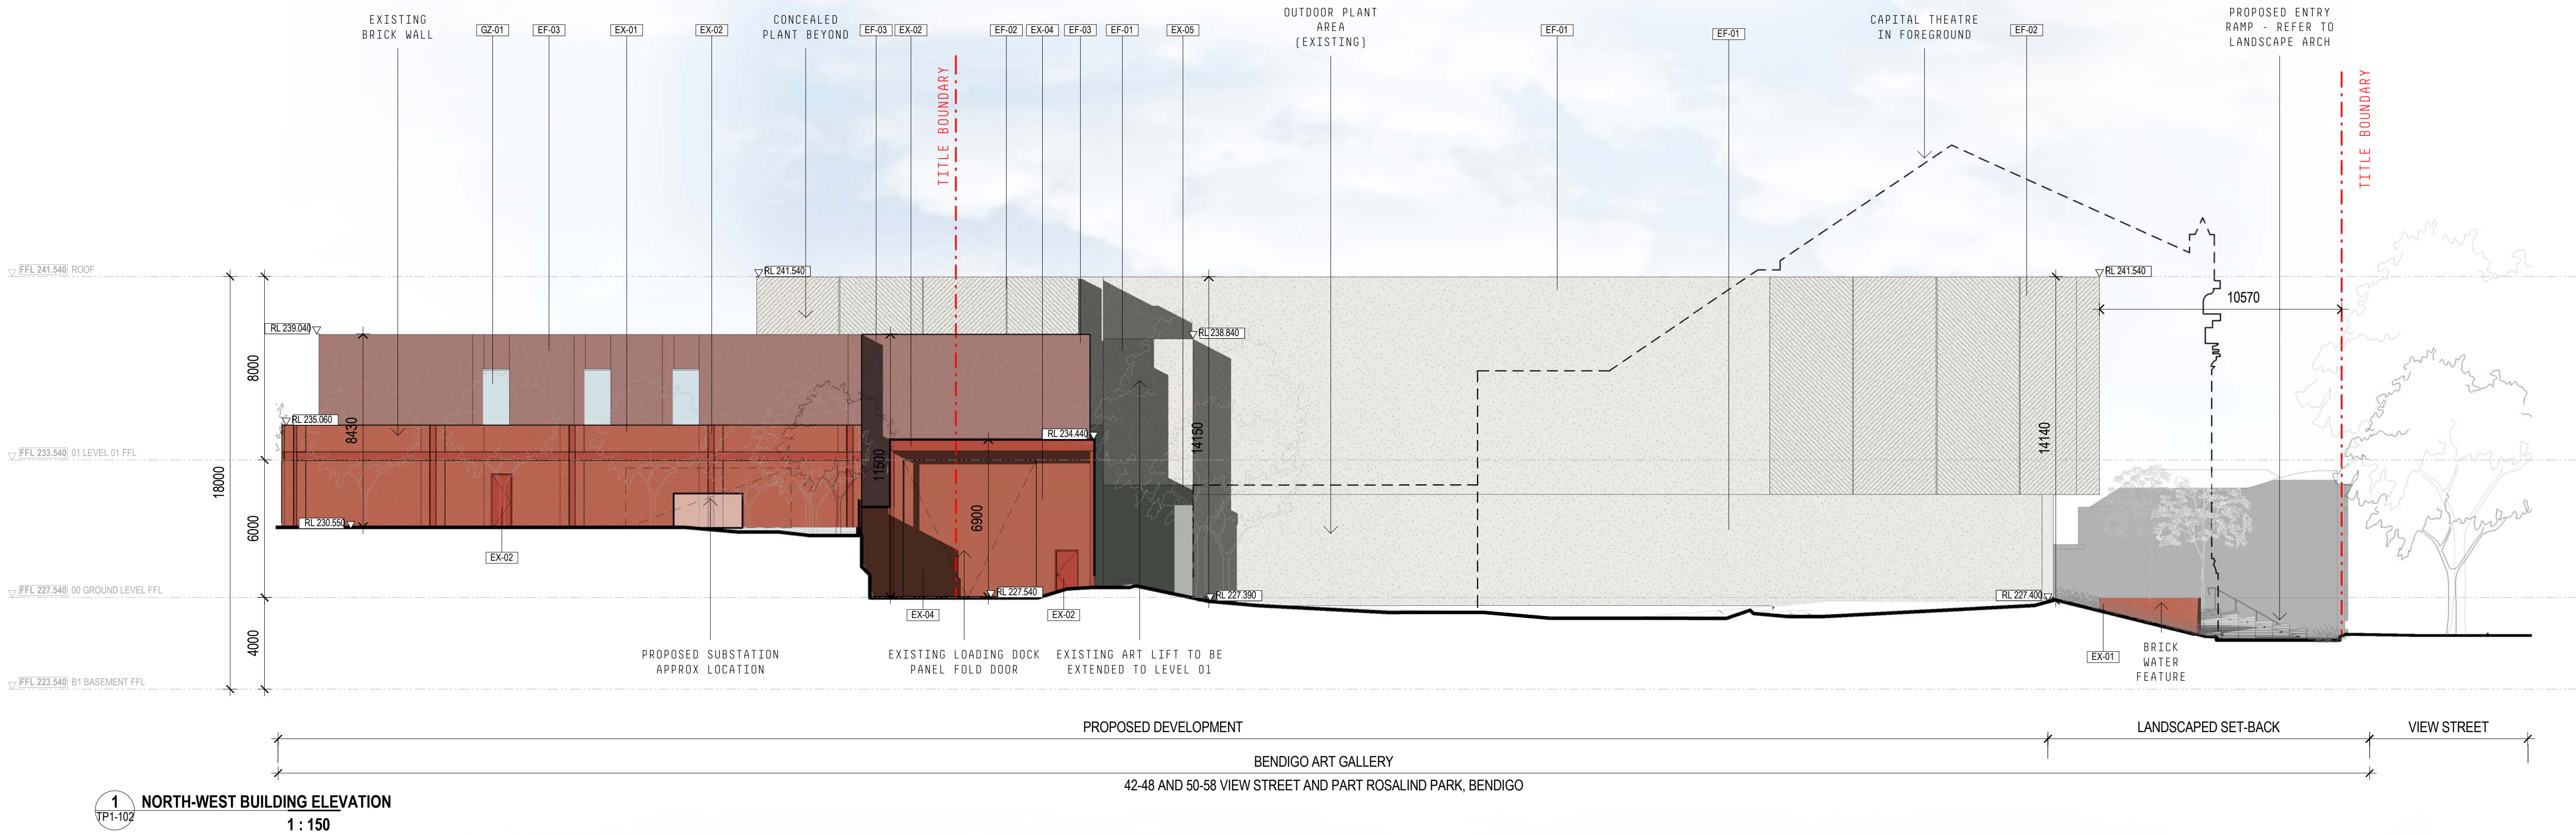 EXISTING
BRICK WALL
GZ-01
EF-03
EX-01
EX-02
CONCEALED
PLANT BEYOND
EF-03
EX-02
TITLE BOUNDARY
EF-02
EX-04
EF-03
EF-01
EX-05
OUTDOOR PLANT
AREA
(EXISTING)
EF-01
EF-01
CAPITAL THEATRE
IN FOREGROUND
EF-02
PROPOSED ENTRY
RAMP - REFER TO
LANDSCAPE ARCH
TITLE BOUNDARY
FFL 241.540 ROOF
RL 241.540
RL 241.540
10570
RL 239.040
RL 238.840
8000
8430
RL 235.060
RL 234.440
14150
14140
11500
FFL 233.540 01 LEVEL 01 FFL
18000
6900
6000
RL 230.550
EX-02
FFL 227.540 00 GROUND LEVEL FFL
RL 227.540
RL 227.390
RL 227.400
EX-04
EX-02
4000
PROPOSED SUBSTATION
APPROX LOCATION
EXISTING LOADING DOCK
PANEL FOLD DOOR
EXISTING ART LIFT TO BE
EXTENDED TO LEVEL 01
EX-01
BRICK
WATER
FEATURE
FFL 223.540 B1 BASEMENT FFL
PROPOSED DEVELOPMENT
LANDSCAPED SET-BACK
VIEW STREET
BENDIGO ART GALLERY
42-48 AND 50-58 VIEW STREET AND PART ROSALIND PARK, BENDIGO
1
TP1-102
NORTH-WEST BUILDING ELEVATION
1 : 150